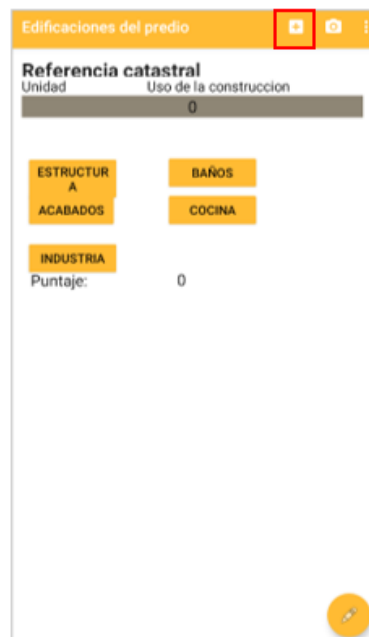 Edificaciones del predio
Referencia catastral
Unidad Uso de la construccion
0
ESTRUCTUR
A
BAÑOS
ACABADOS
COCINA
INDUSTRIA
Puntaje: 0